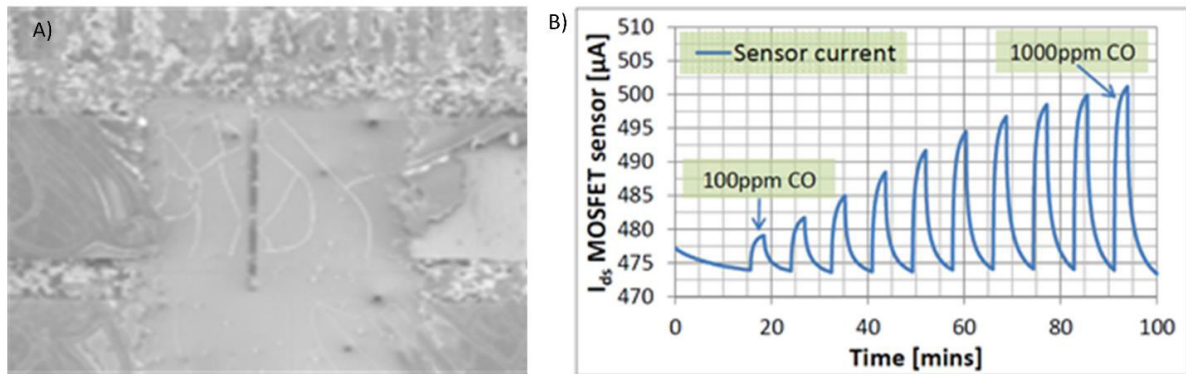 A)
B)
I_ds MOSFET sensor [µA]
510
505
500
495
490
485
480
475
470
Sensor current
1000ppm CO
100ppm CO
0 20 40 60 80 100
Time [mins]